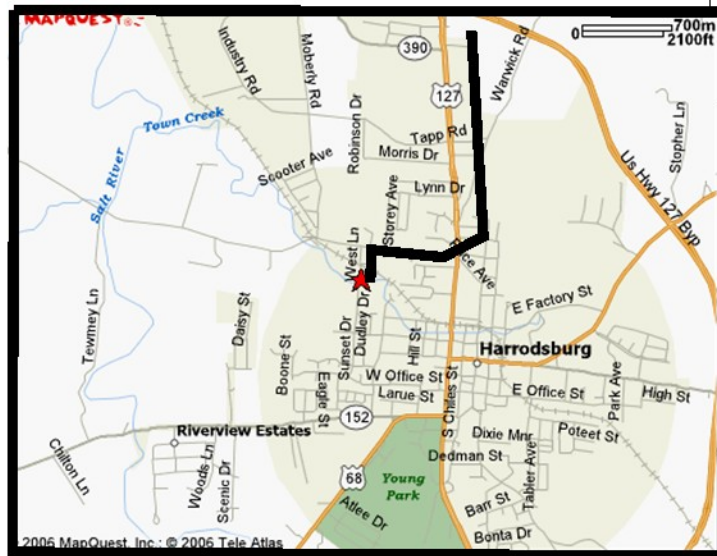 MAPQUEST
700m
0
2100ft
390
127
Industry Rd
Moberly Rd
Robinson Dr
Warwick Rd
Stopher Ln
Town Creek
Tapp Rd
Morris Dr
Scooter Ave
Lynn Dr
Us Hwy 127 Byp
Salt River
Storey Ave
West Ln
Dudley Dr
Sunset Dr
Tewmey Ln
Daisy St
Boone St
Hill St
E Factory St
Harrodsburg
W Office St
Larue St
Eagle St
E Office St
High St
Park Ave
152
S Chiles St
Riverview Estates
Dixie Mnr
Poteet St
Chilton Ln
Woods Ln
Scenic Dr
68
Young
Park
Dedman St
Tabler Ave
Atlee Dr
Barr St
Bonta Dr
2006 MapQuest, Inc.; © 2006 Tele Atlas